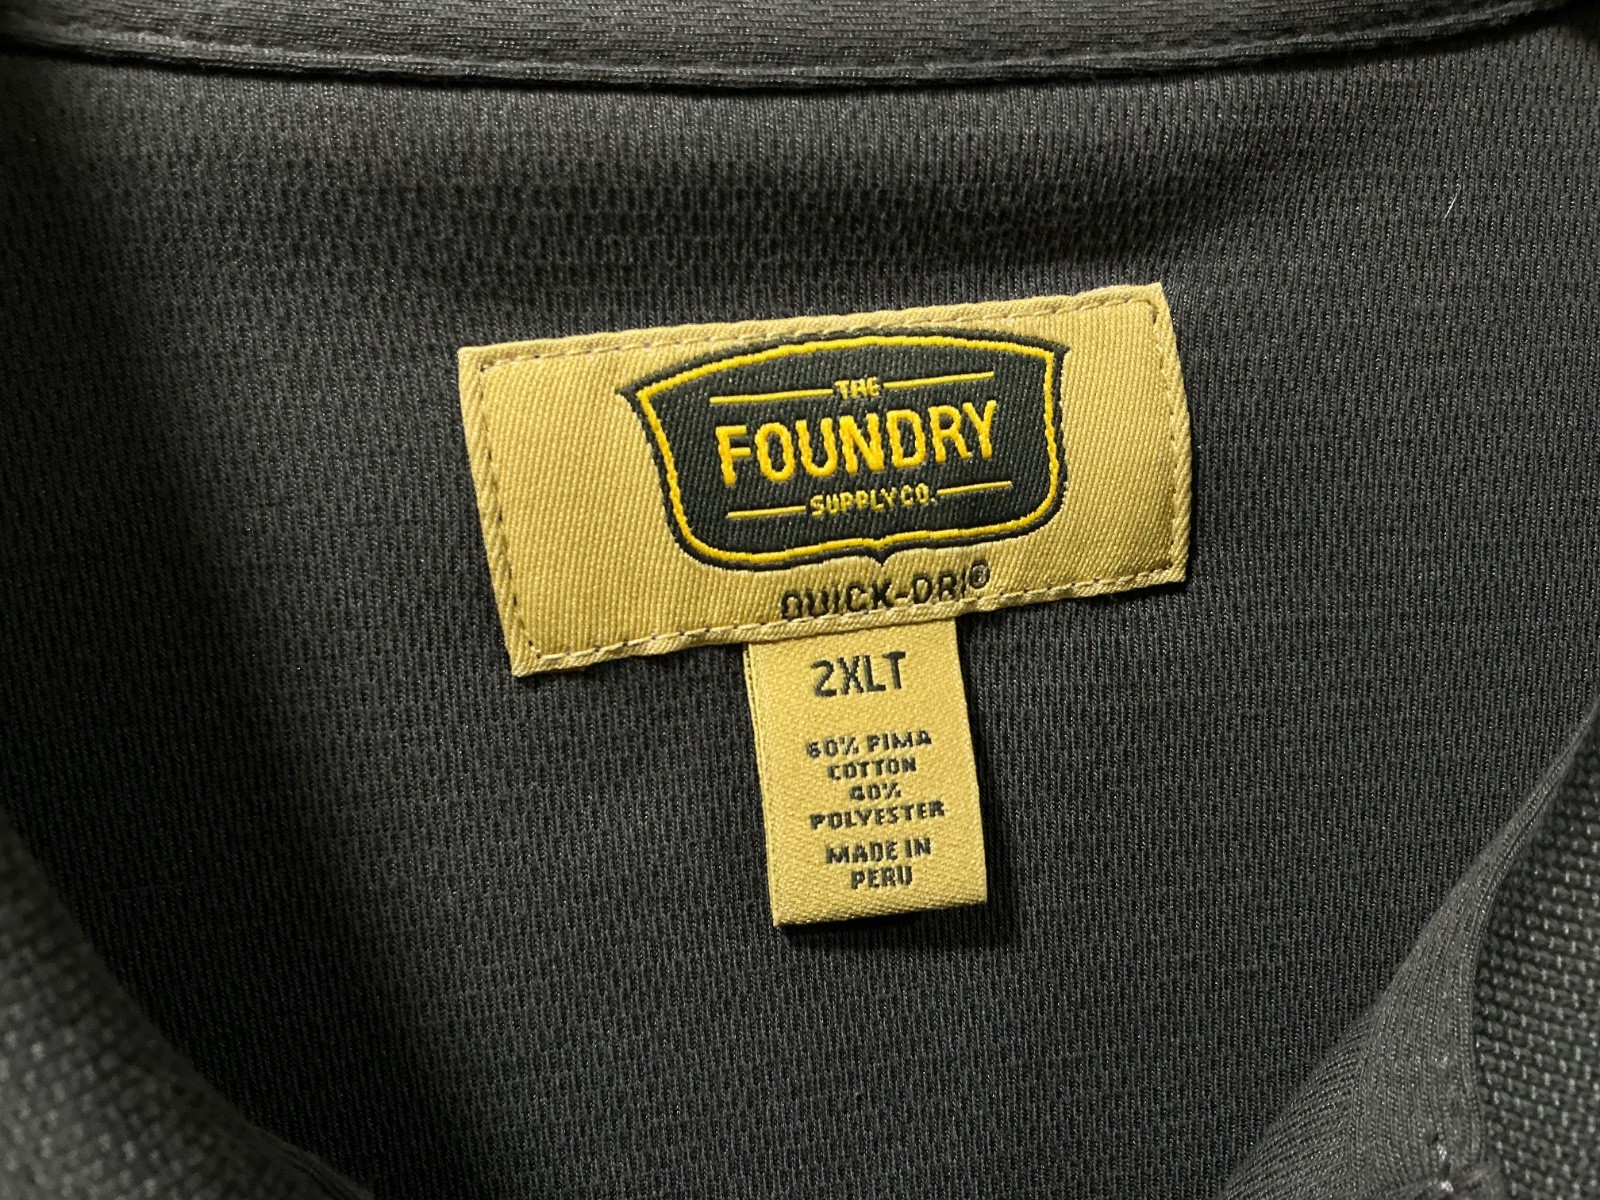 THE
FOUNDRY
SUPPLY CO.
QUICK-DRI®
2XLT
60% PIMA
COTTON
40%
POLYESTER
MADE IN
PERU